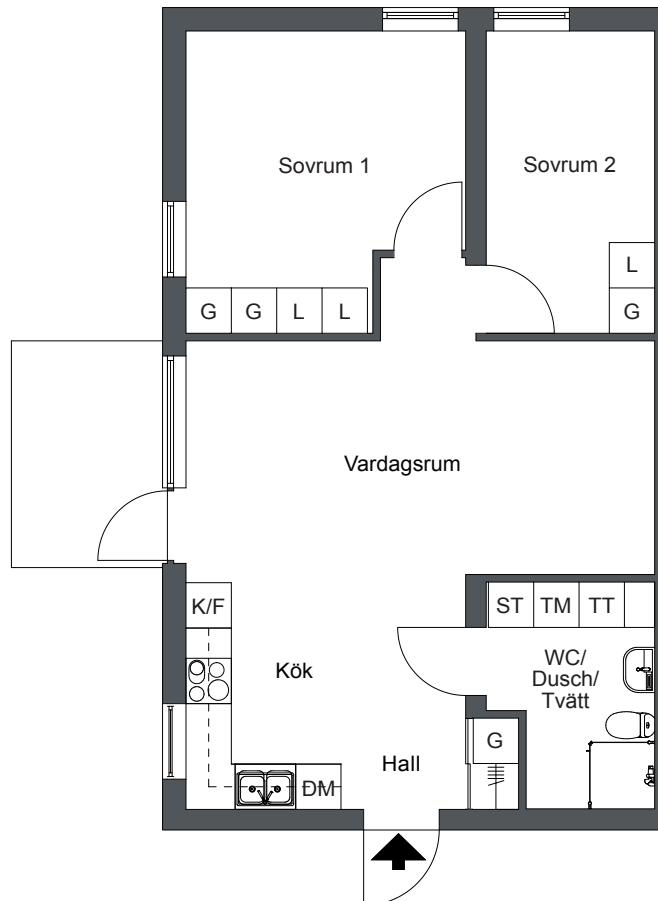 Sovrum 1
Sovrum 2
L
G G L L
G
Vardagsrum
K/F
ST TM TT
WC/
Dusch/
Tvätt
Kök
G
Hall
DM